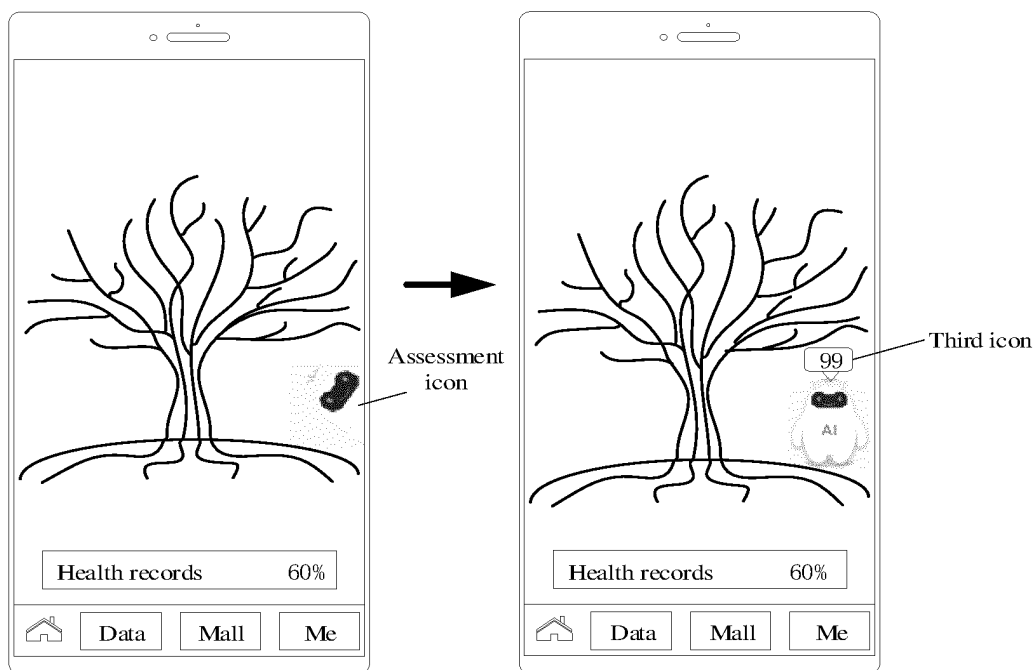 Assessment
icon
Health records 60%
Data Mall Me
99
Third icon
AI
Health records 60%
Data Mall Me